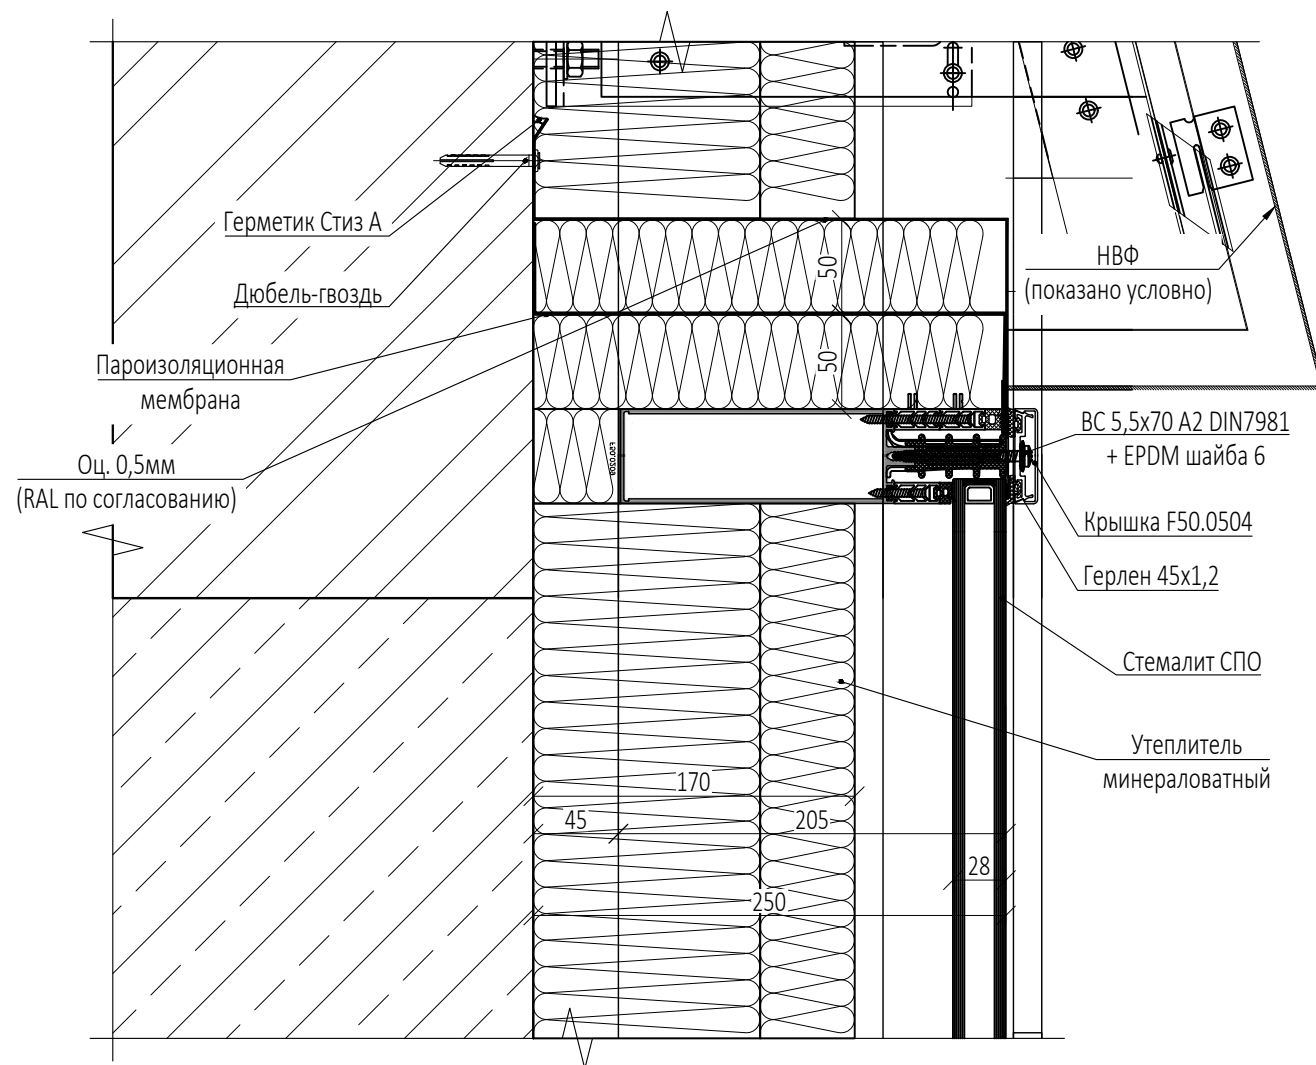 Герметик Стиз А
Дюбель-гвоздь
Пароизоляционная
мембрана
Оц. 0,5мм
(RAL по согласованию)
50
50
НВФ
(показано условно)
F50.0208
ВС 5,5х70 А2 DIN7981
+ EPDM шайба 6
Крышка F50.0504
Герлен 45х1,2
Стемалит СПО
Утеплитель
минераловатный
170
45
205
28
250